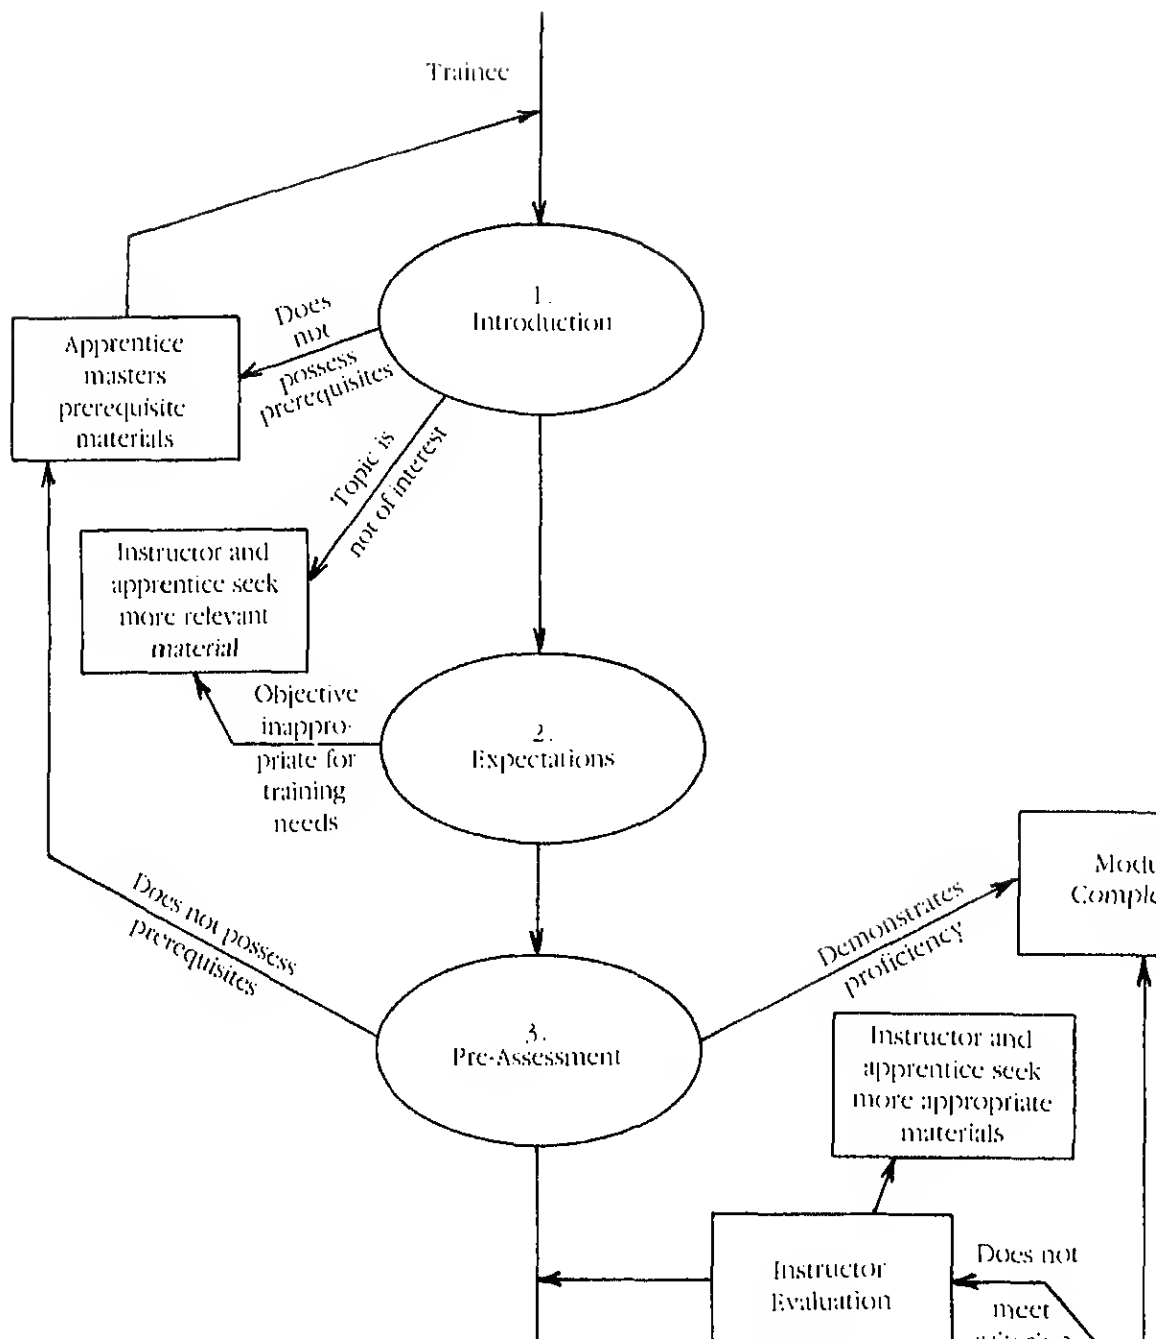 Trainee
1.
Introduction
Does
not
possess
prerequisites
Apprentice
masters
prerequisite
materials
Topic is
not of interest
Instructor and
apprentice seek
more relevant
material
Objective
inappro-
priate for
training
needs
2.
Expectations
Does not possess
prerequisites
Demonstrates
proficiency
Modu
Comple
3.
Pre-Assessment
Instructor and
apprentice seek
more appropriate
materials
Instructor
Evaluation
Does not
meet